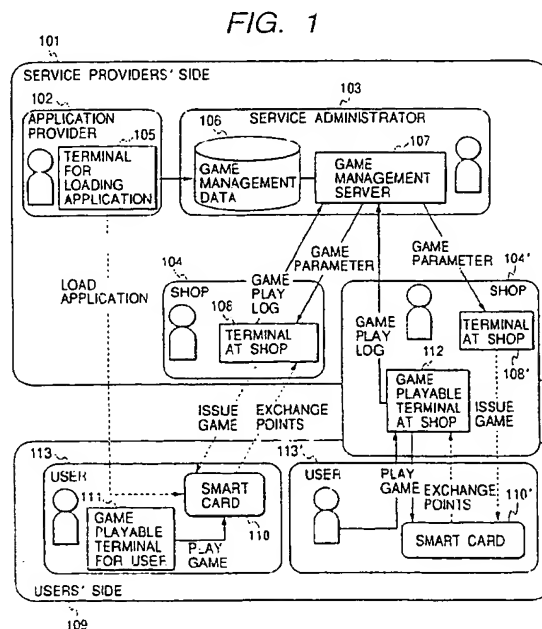 FIG. 1
101
SERVICE PROVIDERS' SIDE
102
APPLICATION
PROVIDER
105
TERMINAL
FOR
LOADING
APPLICATION
103
SERVICE ADMINISTRATOR
106
GAME
MANAGEMENT
DATA
107
GAME
MANAGEMENT
SERVER
LOAD
APPLICATION
104
SHOP
108
TERMINAL
AT SHOP
GAME
PLAY
LOG
GAME
PARAMETER
GAME
PARAMETER
104'
SHOP
TERMINAL
AT SHOP
108'
GAME
PLAY
LOG
112
GAME
PLAYABLE
TERMINAL
AT SHOP
ISSUE
GAME
ISSUE
GAME
EXCHANGE
POINTS
113
USER
111
GAME
PLAYABLE
TERMINAL
FOR USER
PLAY
GAME
SMART
CARD
110
113'
USER
PLAY
GAME
EXCHANGE
POINTS
110'
SMART CARD
USERS' SIDE
109